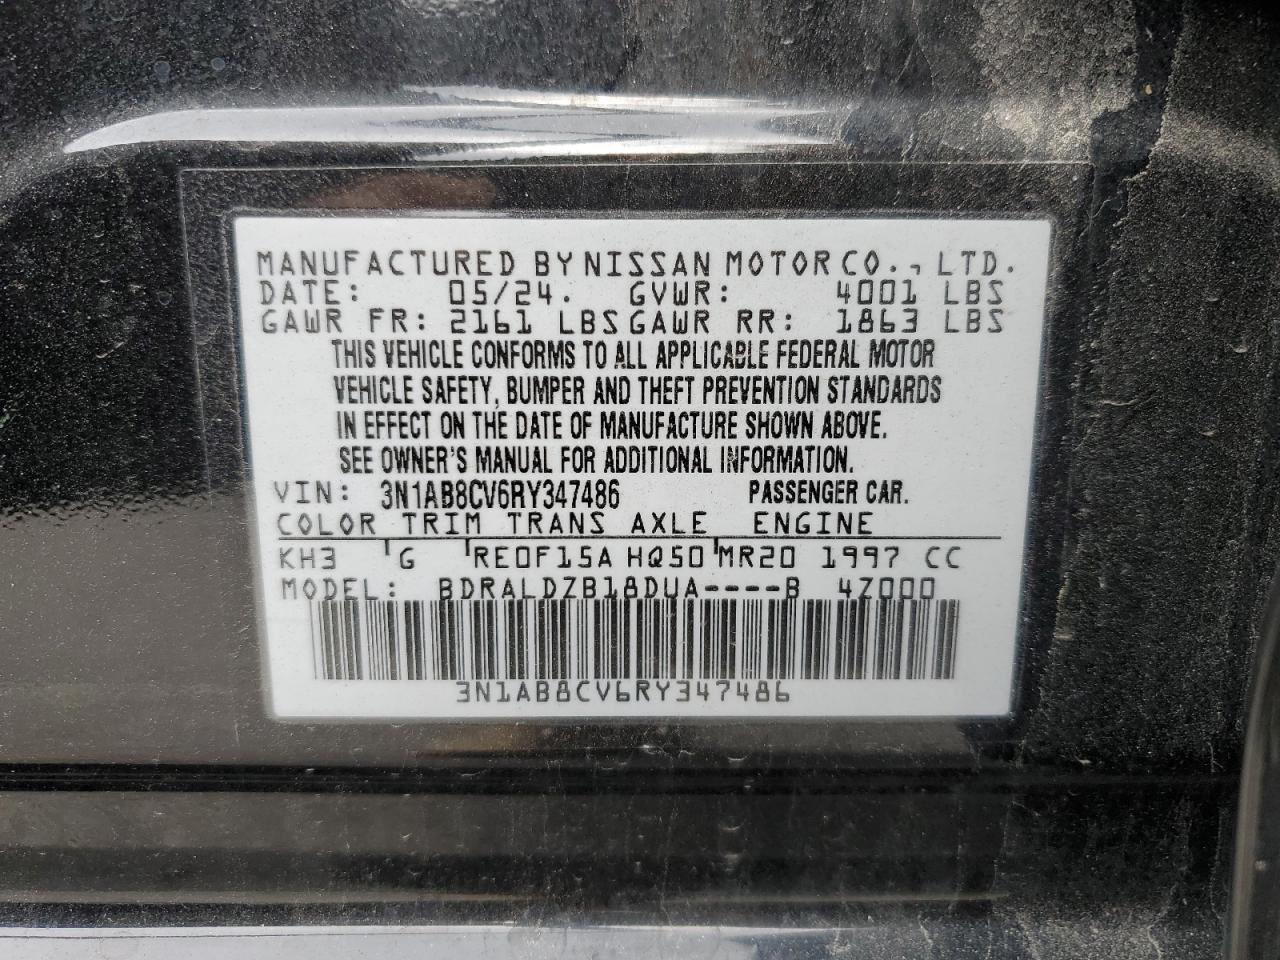 MANUFACTURED BY NISSAN MOTOR CO., LTD.
DATE: 05/24. GVWR: 4001 LBS
GAWR FR: 2161 LBS GAWR RR: 1863 LBS
THIS VEHICLE CONFORMS TO ALL APPLICABLE FEDERAL MOTOR
VEHICLE SAFETY, BUMPER AND THEFT PREVENTION STANDARDS
IN EFFECT ON THE DATE OF MANUFACTURE SHOWN ABOVE.
SEE OWNER'S MANUAL FOR ADDITIONAL INFORMATION.
VIN: 3N1AB8CV6RY347486 PASSENGER CAR.
COLOR TRIM TRANS AXLE ENGINE
KH3 G RE0F15A HQ50 MR20 1997 CC
MODEL: BDRALDZB18DUA----B 4Z000
3N1AB8CV6RY347486